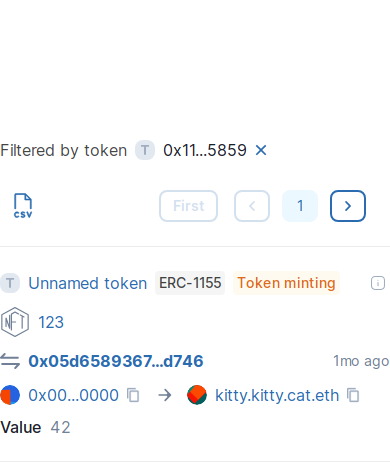 Filtered by token T 0x11...5859 ×
CSV
First < 1 >
T Unnamed token ERC-1155 Token minting i
NFT 123
0x05d6589367...d746 1mo ago
0x00...0000 → kitty.kitty.cat.eth
Value 42